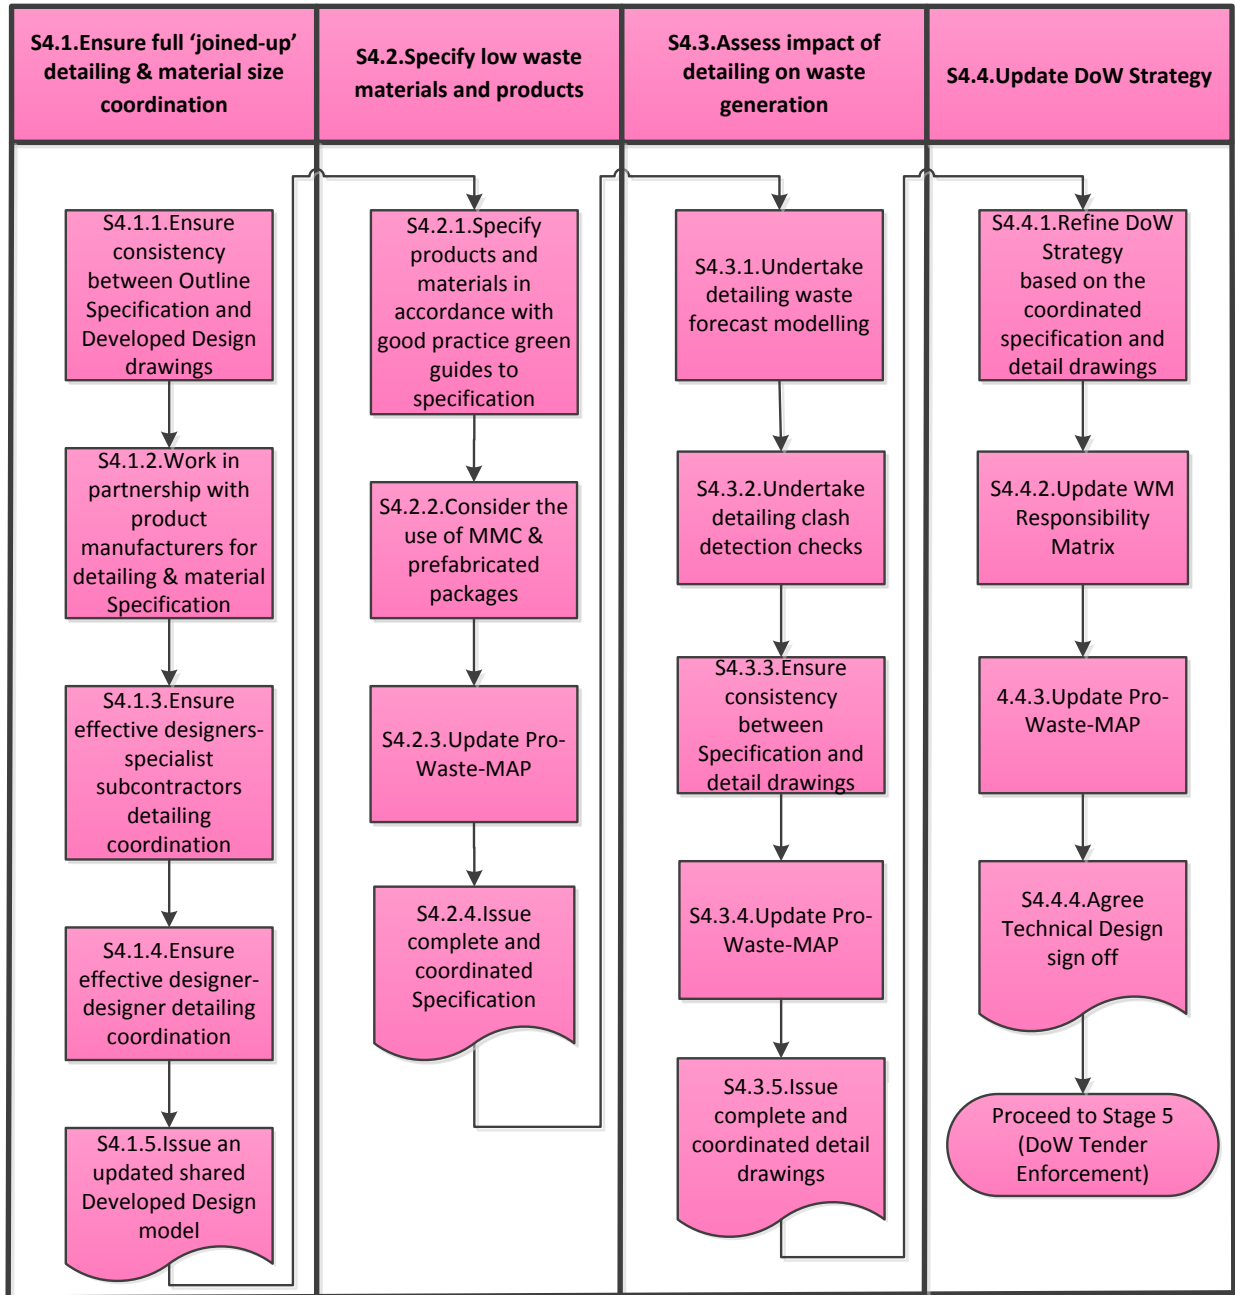 S4.1.Ensure full ‘joined-up’
detailing & material size
coordination
S4.2.Specify low waste
materials and products
S4.3.Assess impact of
detailing on waste
generation
S4.4.Update DoW Strategy
S4.1.1.Ensure
consistency
between Outline
Specification and
Developed Design
drawings
S4.1.2.Work in
partnership with
product
manufacturers for
detailing & material
Specification
S4.1.3.Ensure
effective designers-
specialist
subcontractors
detailing
coordination
S4.1.4.Ensure
effective designer-
designer detailing
coordination
S4.1.5.Issue an
updated shared
Developed Design
model
S4.2.1.Specify
products and
materials in
accordance with
good practice green
guides to
specification
S4.2.2.Consider the
use of MMC &
prefabricated
packages
S4.2.3.Update Pro-
Waste-MAP
S4.2.4.Issue
complete and
coordinated
Specification
S4.3.1.Undertake
detailing waste
forecast modelling
S4.3.2.Undertake
detailing clash
detection checks
S4.3.3.Ensure
consistency
between
Specification and
detail drawings
S4.3.4.Update Pro-
Waste-MAP
S4.3.5.Issue
complete and
coordinated detail
drawings
S4.4.1.Refine DoW
Strategy
based on the
coordinated
specification and
detail drawings
S4.4.2.Update WM
Responsibility
Matrix
4.4.3.Update Pro-
Waste-MAP
S4.4.4.Agree
Technical Design
sign off
Proceed to Stage 5
(DoW Tender
Enforcement)